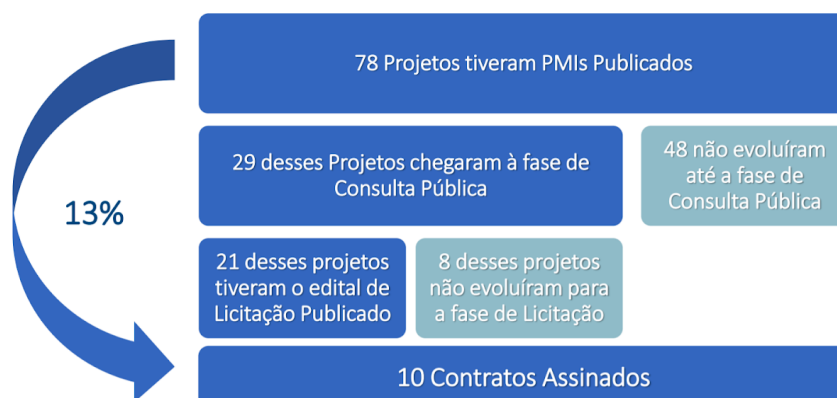 78 Projetos tiveram PMIs Publicados
29 desses Projetos chegaram à fase de
Consulta Pública
48 não evoluíram
até a fase de
Consulta Pública
13%
21 desses projetos
tiveram o edital de
Licitação Publicado
8 desses projetos
não evoluíram para
a fase de Licitação
10 Contratos Assinados